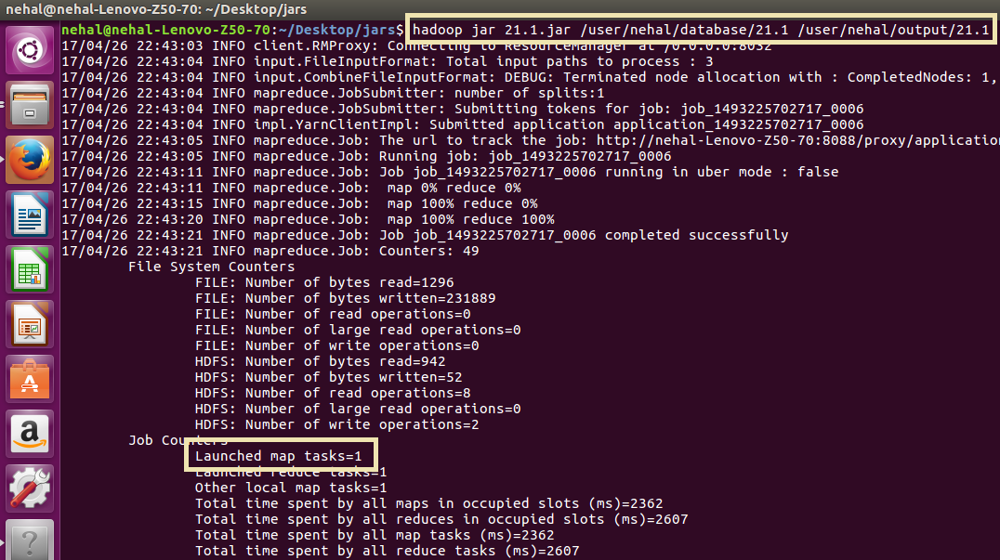 nehal@nehal-Lenovo-Z50-70: ~/Desktop/jars
nehal@nehal-Lenovo-Z50-70:~/Desktop/jars$ hadoop jar 21.1.jar /user/nehal/database/21.1 /user/nehal/output/21.1
17/04/26 22:43:03 INFO client.RMProxy: Connecting to ResourceManager at /0.0.0.0:8032
17/04/26 22:43:04 INFO input.FileInputFormat: Total input paths to process : 3
17/04/26 22:43:04 INFO input.CombineFileInputFormat: DEBUG: Terminated node allocation with : CompletedNodes: 1,
17/04/26 22:43:04 INFO mapreduce.JobSubmitter: number of splits:1
17/04/26 22:43:04 INFO mapreduce.JobSubmitter: Submitting tokens for job: job_1493225702717_0006
17/04/26 22:43:04 INFO impl.YarnClientImpl: Submitted application application_1493225702717_0006
17/04/26 22:43:05 INFO mapreduce.Job: The url to track the job: http://nehal-Lenovo-Z50-70:8088/proxy/application
17/04/26 22:43:05 INFO mapreduce.Job: Running job: job_1493225702717_0006
17/04/26 22:43:11 INFO mapreduce.Job: Job job_1493225702717_0006 running in uber mode : false
17/04/26 22:43:11 INFO mapreduce.Job:  map 0% reduce 0%
17/04/26 22:43:15 INFO mapreduce.Job:  map 100% reduce 0%
17/04/26 22:43:20 INFO mapreduce.Job:  map 100% reduce 100%
17/04/26 22:43:21 INFO mapreduce.Job: Job job_1493225702717_0006 completed successfully
17/04/26 22:43:21 INFO mapreduce.Job: Counters: 49
File System Counters
FILE: Number of bytes read=1296
FILE: Number of bytes written=231889
FILE: Number of read operations=0
FILE: Number of large read operations=0
FILE: Number of write operations=0
HDFS: Number of bytes read=942
HDFS: Number of bytes written=52
HDFS: Number of read operations=8
HDFS: Number of large read operations=0
HDFS: Number of write operations=2
Job Counters
Launched map tasks=1
Launched reduce tasks=1
Other local map tasks=1
Total time spent by all maps in occupied slots (ms)=2362
Total time spent by all reduces in occupied slots (ms)=2607
Total time spent by all map tasks (ms)=2362
Total time spent by all reduce tasks (ms)=2607